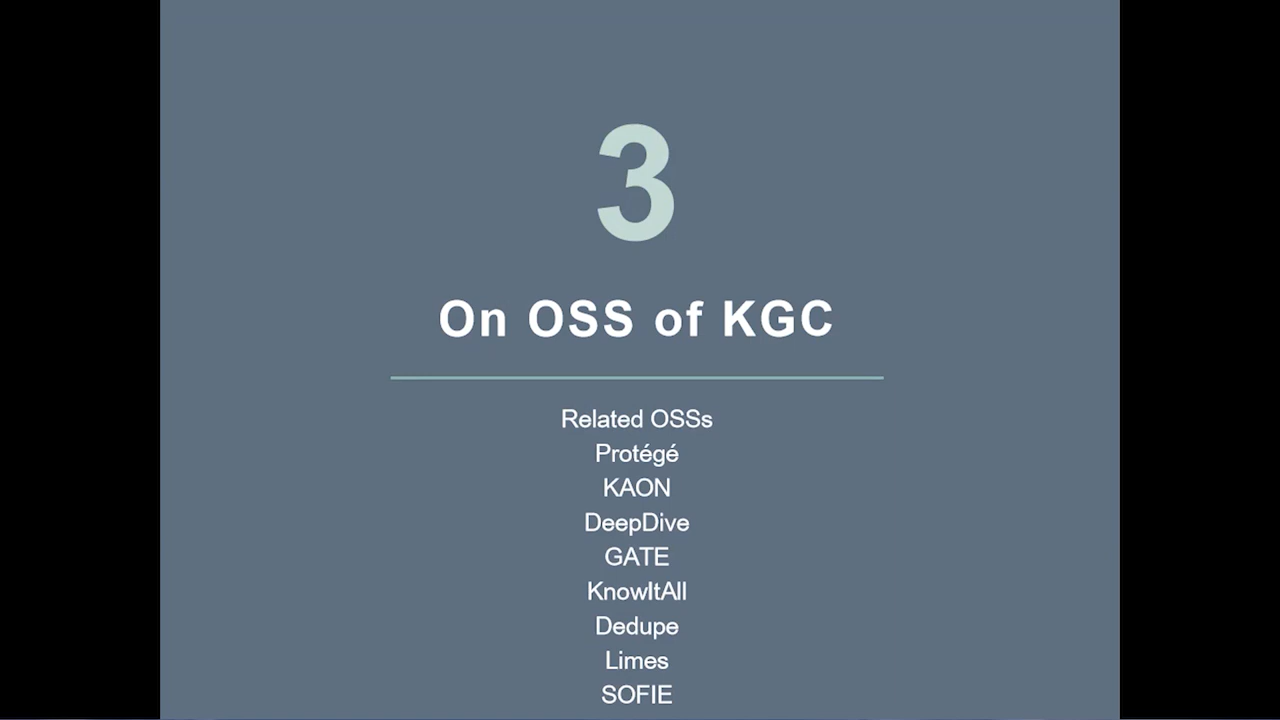 3
On OSS of KGC
Related OSSs
Protégé
KAON
DeepDive
GATE
KnowItAll
Dedupe
Limes
SOFIE